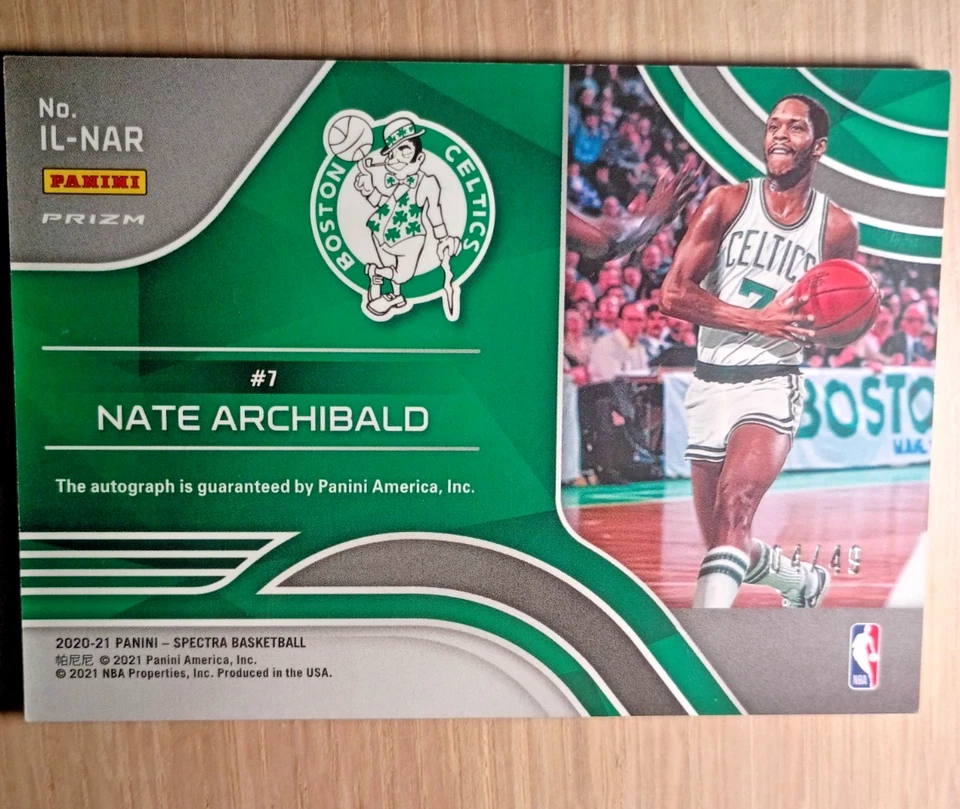 No.
IL-NAR
PANINI
PRIZM
BOSTON CELTICS
#7
NATE ARCHIBALD
The autograph is guaranteed by Panini America, Inc.
2020-21 PANINI – SPECTRA BASKETBALL
帕尼尼 © 2021 Panini America, Inc.
© 2021 NBA Properties, Inc. Produced in the USA.
CELTICS
7
BOSTO
04/49
NBA